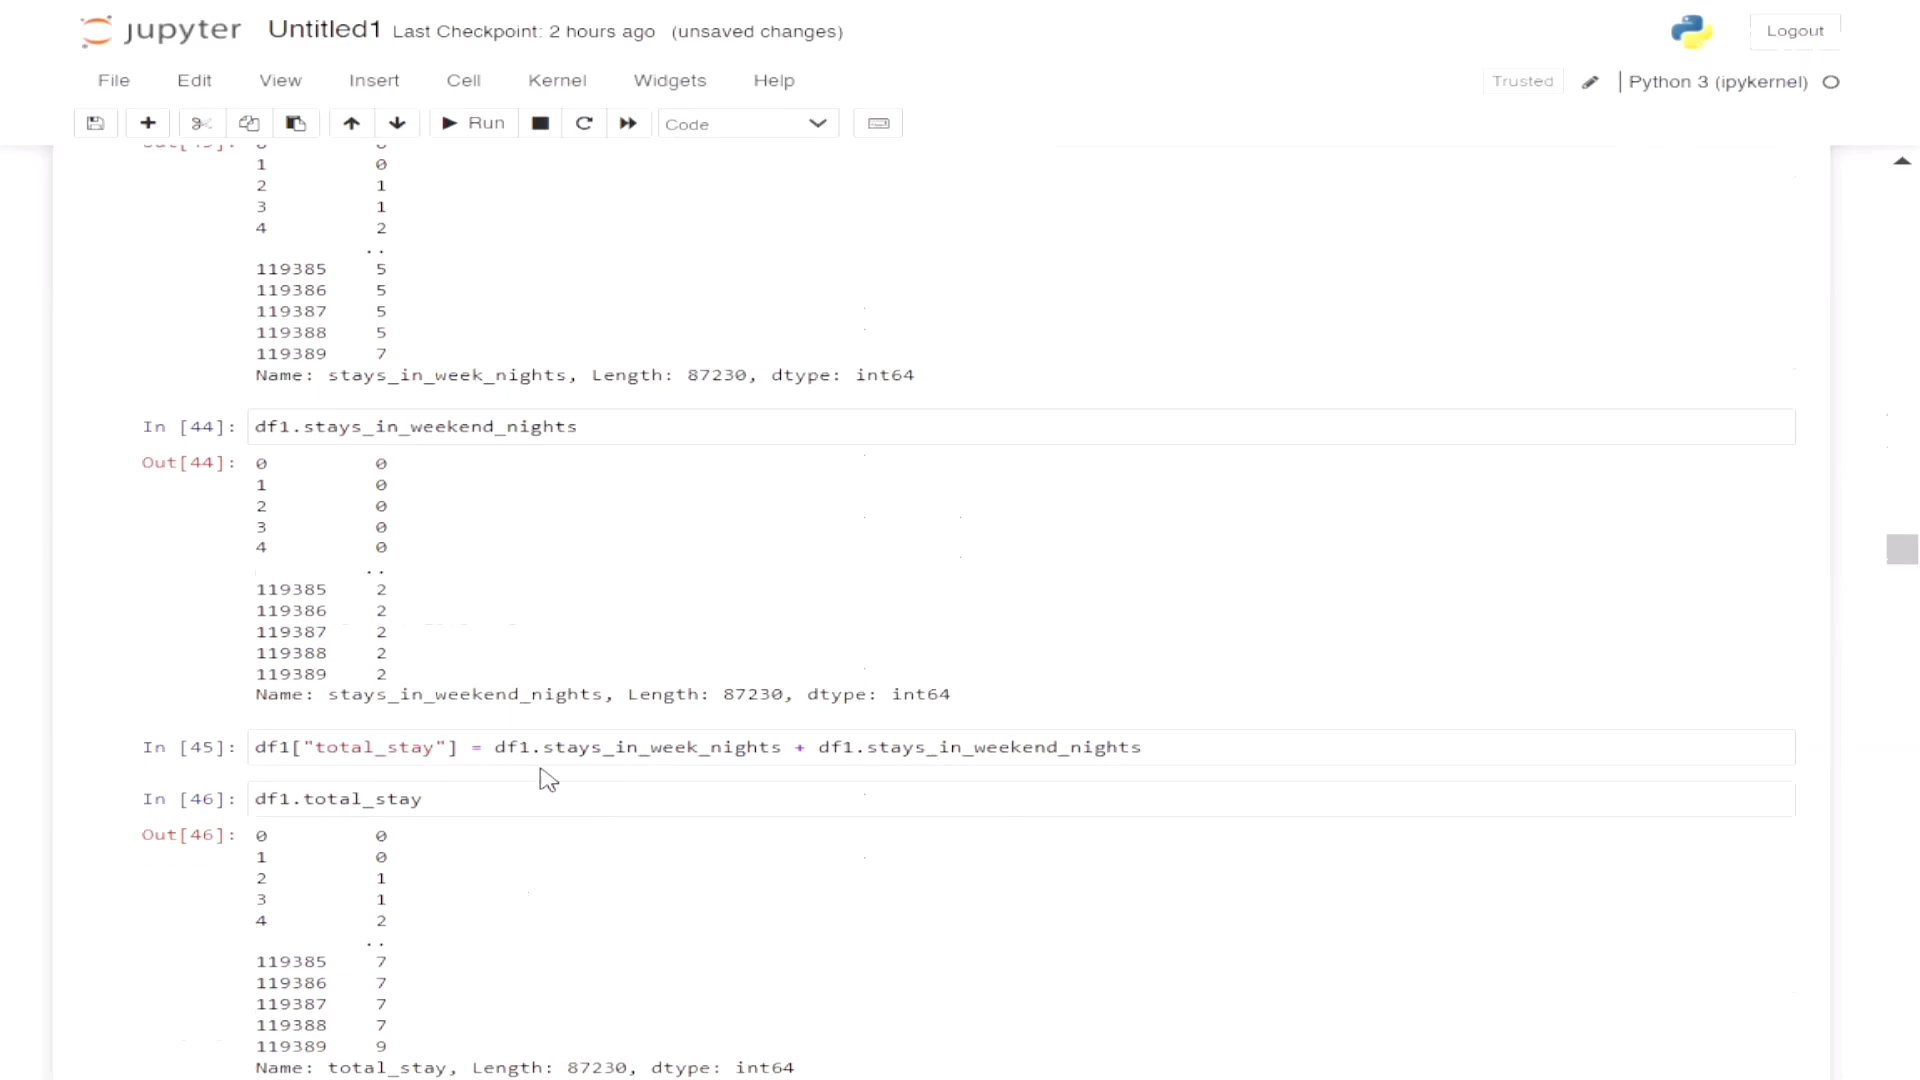 jupyter Untitled1 Last Checkpoint: 2 hours ago (unsaved changes) Logout
File Edit View Insert Cell Kernel Widgets Help Trusted Python 3 (ipykernel)
Run Code
1 0
2 1
3 1
4 2
..
119385 5
119386 5
119387 5
119388 5
119389 7
Name: stays_in_week_nights, Length: 87230, dtype: int64
In [44]: df1.stays_in_weekend_nights
Out[44]: 0 0
1 0
2 0
3 0
4 0
..
119385 2
119386 2
119387 2
119388 2
119389 2
Name: stays_in_weekend_nights, Length: 87230, dtype: int64
In [45]: df1["total_stay"] = df1.stays_in_week_nights + df1.stays_in_weekend_nights
In [46]: df1.total_stay
Out[46]: 0 0
1 0
2 1
3 1
4 2
..
119385 7
119386 7
119387 7
119388 7
119389 9
Name: total_stay, Length: 87230, dtype: int64